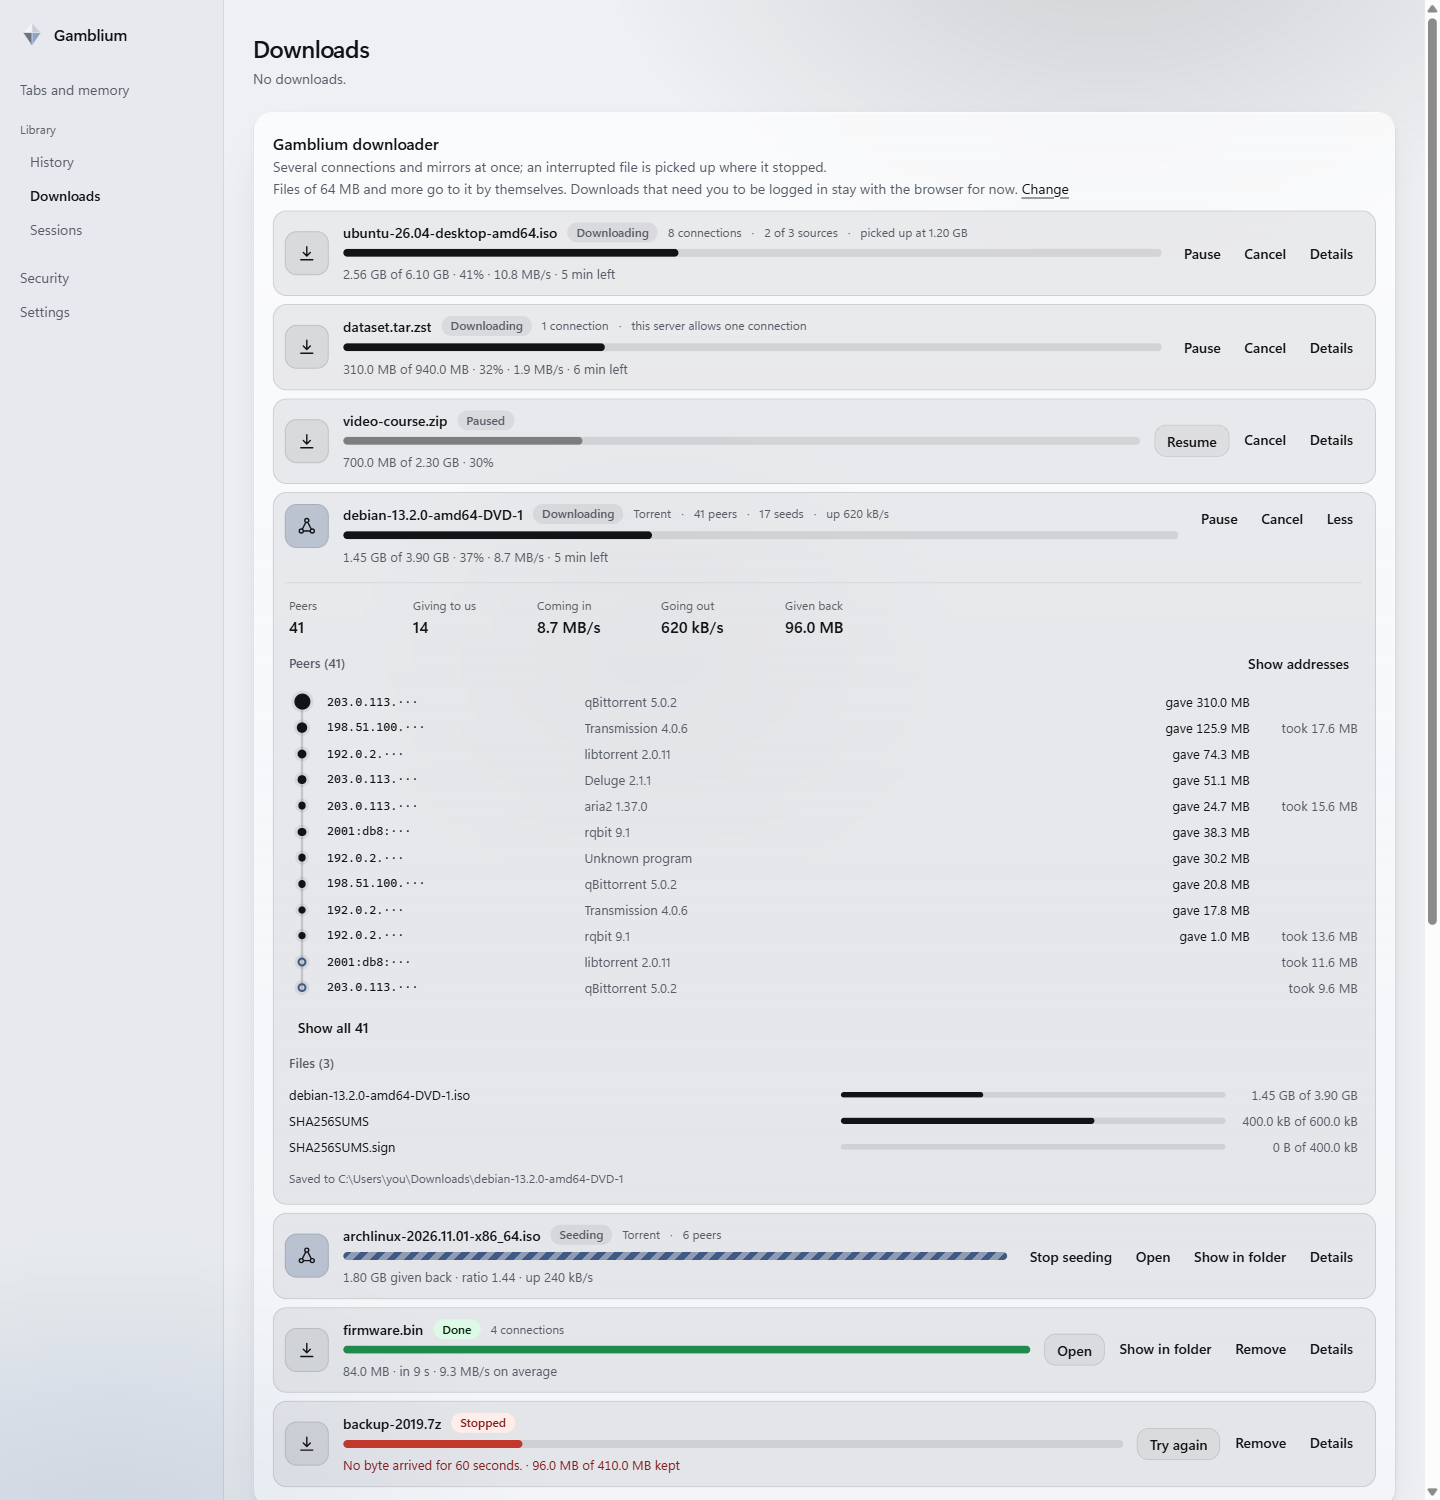 Gamblium
Tabs and memory
Library
History
Downloads
Sessions
Security
Settings
Downloads
No downloads.
Gamblium downloader
Several connections and mirrors at once; an interrupted file is picked up where it stopped.
Files of 64 MB and more go to it by themselves. Downloads that need you to be logged in stay with the browser for now. Change
ubuntu-26.04-desktop-amd64.iso Downloading 8 connections · 2 of 3 sources · picked up at 1.20 GB
Pause Cancel Details
2.56 GB of 6.10 GB · 41% · 10.8 MB/s · 5 min left
dataset.tar.zst Downloading 1 connection · this server allows one connection
Pause Cancel Details
310.0 MB of 940.0 MB · 32% · 1.9 MB/s · 6 min left
video-course.zip Paused
Resume Cancel Details
700.0 MB of 2.30 GB · 30%
debian-13.2.0-amd64-DVD-1 Downloading Torrent · 41 peers · 17 seeds · up 620 kB/s
Pause Cancel Less
1.45 GB of 3.90 GB · 37% · 8.7 MB/s · 5 min left
Peers Giving to us Coming in Going out Given back
41 14 8.7 MB/s 620 kB/s 96.0 MB
Peers (41) Show addresses
203.0.113.··· qBittorrent 5.0.2 gave 310.0 MB
198.51.100.··· Transmission 4.0.6 gave 125.9 MB took 17.6 MB
192.0.2.··· libtorrent 2.0.11 gave 74.3 MB
203.0.113.··· Deluge 2.1.1 gave 51.1 MB
203.0.113.··· aria2 1.37.0 gave 24.7 MB took 15.6 MB
2001:db8:··· rqbit 9.1 gave 38.3 MB
192.0.2.··· Unknown program gave 30.2 MB
198.51.100.··· qBittorrent 5.0.2 gave 20.8 MB
192.0.2.··· Transmission 4.0.6 gave 17.8 MB
192.0.2.··· rqbit 9.1 gave 1.0 MB took 13.6 MB
2001:db8:··· libtorrent 2.0.11 took 11.6 MB
203.0.113.··· qBittorrent 5.0.2 took 9.6 MB
Show all 41
Files (3)
debian-13.2.0-amd64-DVD-1.iso 1.45 GB of 3.90 GB
SHA256SUMS 400.0 kB of 600.0 kB
SHA256SUMS.sign 0 B of 400.0 kB
Saved to C:\Users\you\Downloads\debian-13.2.0-amd64-DVD-1
archlinux-2026.11.01-x86_64.iso Seeding Torrent · 6 peers
Stop seeding Open Show in folder Details
1.80 GB given back · ratio 1.44 · up 240 kB/s
firmware.bin Done 4 connections
Open Show in folder Remove Details
84.0 MB · in 9 s · 9.3 MB/s on average
backup-2019.7z Stopped
Try again Remove Details
No byte arrived for 60 seconds. · 96.0 MB of 410.0 MB kept